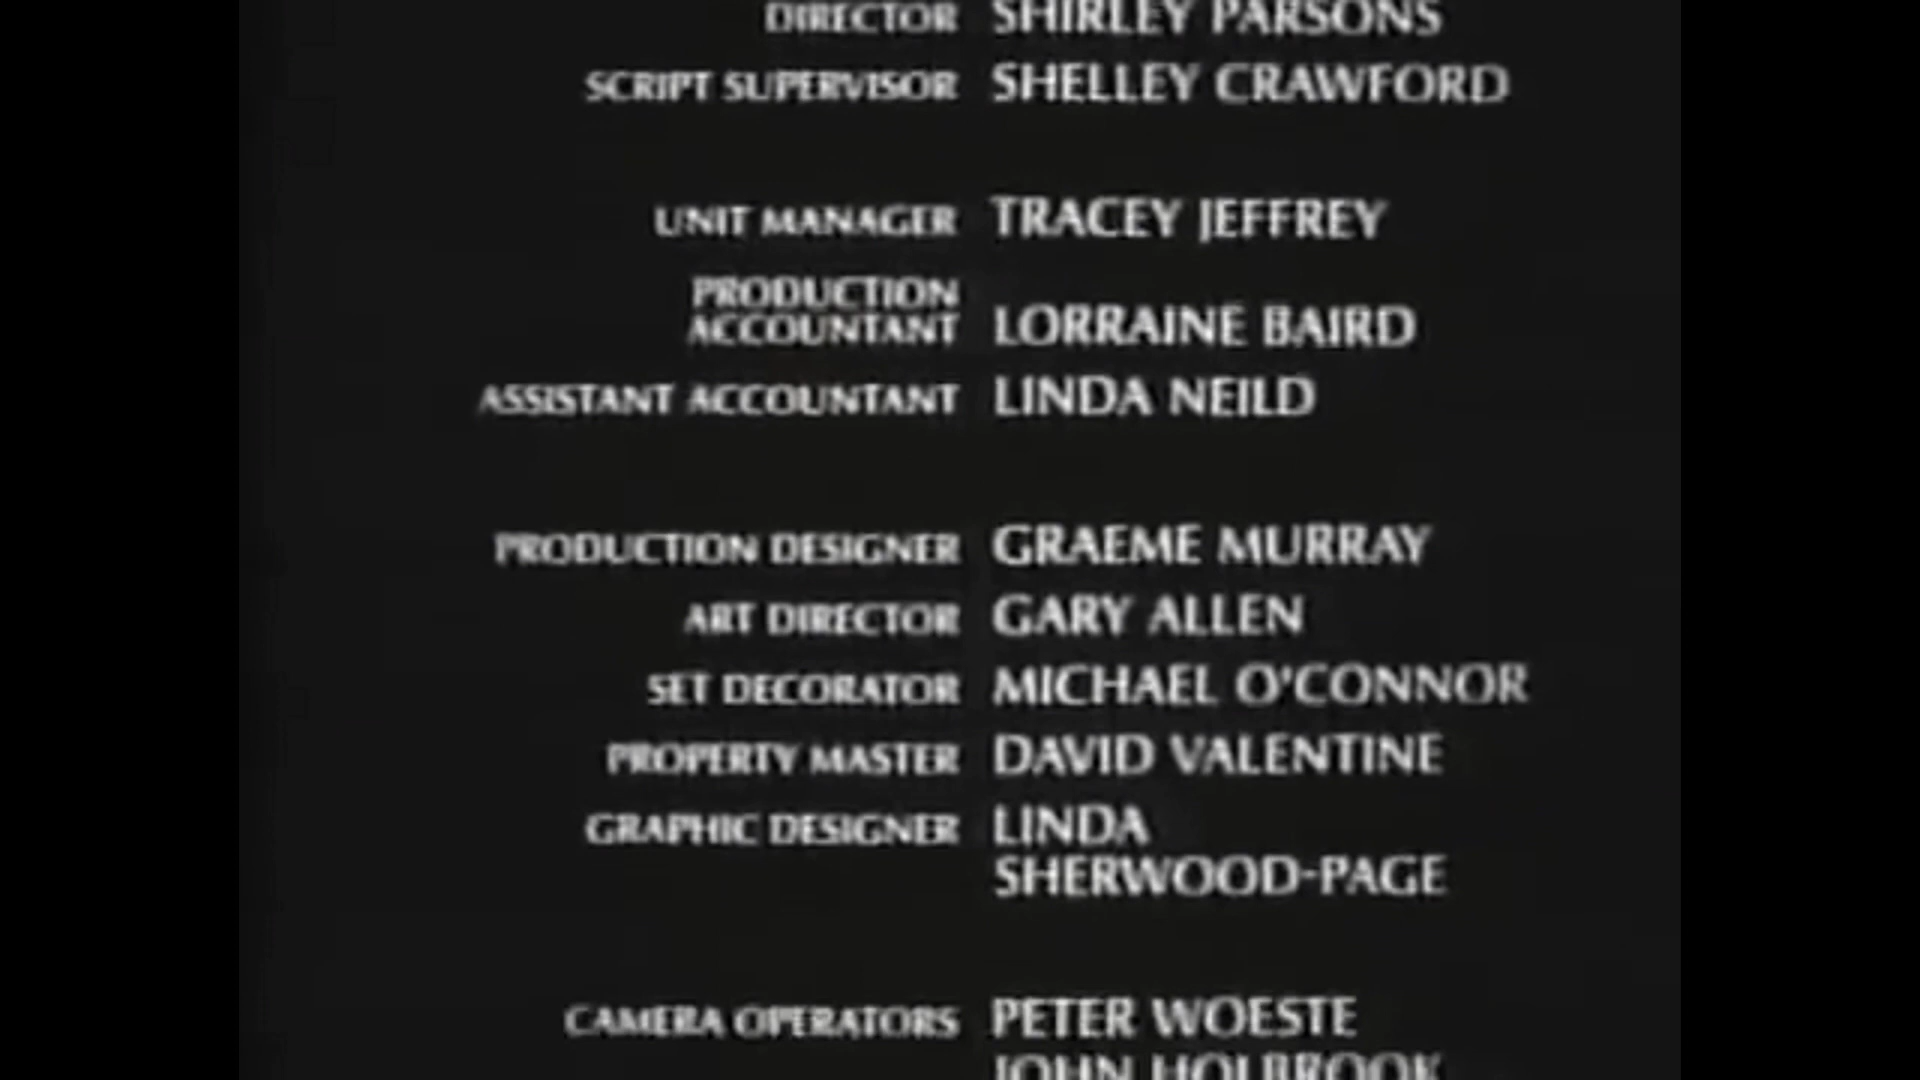 DIRECTOR SHIRLEY PARSONS
SCRIPT SUPERVISOR SHELLEY CRAWFORD
UNIT MANAGER TRACEY JEFFREY
PRODUCTION
ACCOUNTANT LORRAINE BAIRD
ASSISTANT ACCOUNTANT LINDA NEILD
PRODUCTION DESIGNER GRAEME MURRAY
ART DIRECTOR GARY ALLEN
SET DECORATOR MICHAEL O'CONNOR
PROPERTY MASTER DAVID VALENTINE
GRAPHIC DESIGNER LINDA
SHERWOOD-PAGE
CAMERA OPERATORS PETER WOESTE
JOHN HOLBROOK